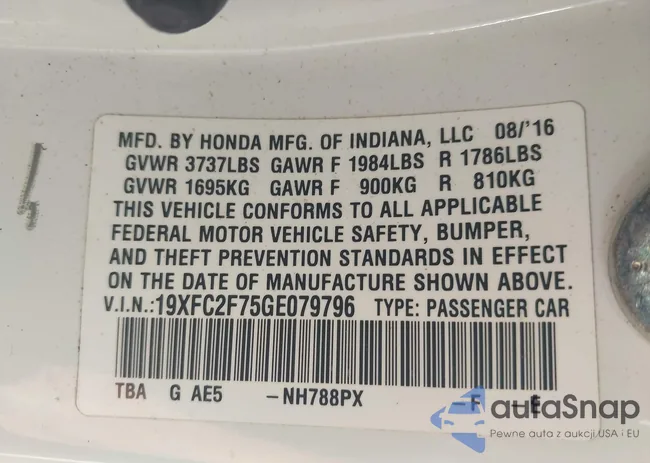 MFD. BY HONDA MFG. OF INDIANA, LLC 08/'16
GVWR 3737LBS GAWR F 1984LBS R 1786LBS
GVWR 1695KG GAWR F 900KG R 810KG
THIS VEHICLE CONFORMS TO ALL APPLICABLE
FEDERAL MOTOR VEHICLE SAFETY, BUMPER,
AND THEFT PREVENTION STANDARDS IN EFFECT
ON THE DATE OF MANUFACTURE SHOWN ABOVE.
V.I.N.:19XFC2F75GE079796 TYPE: PASSENGER CAR
TBA G AE5 -NH788PX -F E
autaSnap
Pewne auta z aukcji USA i EU